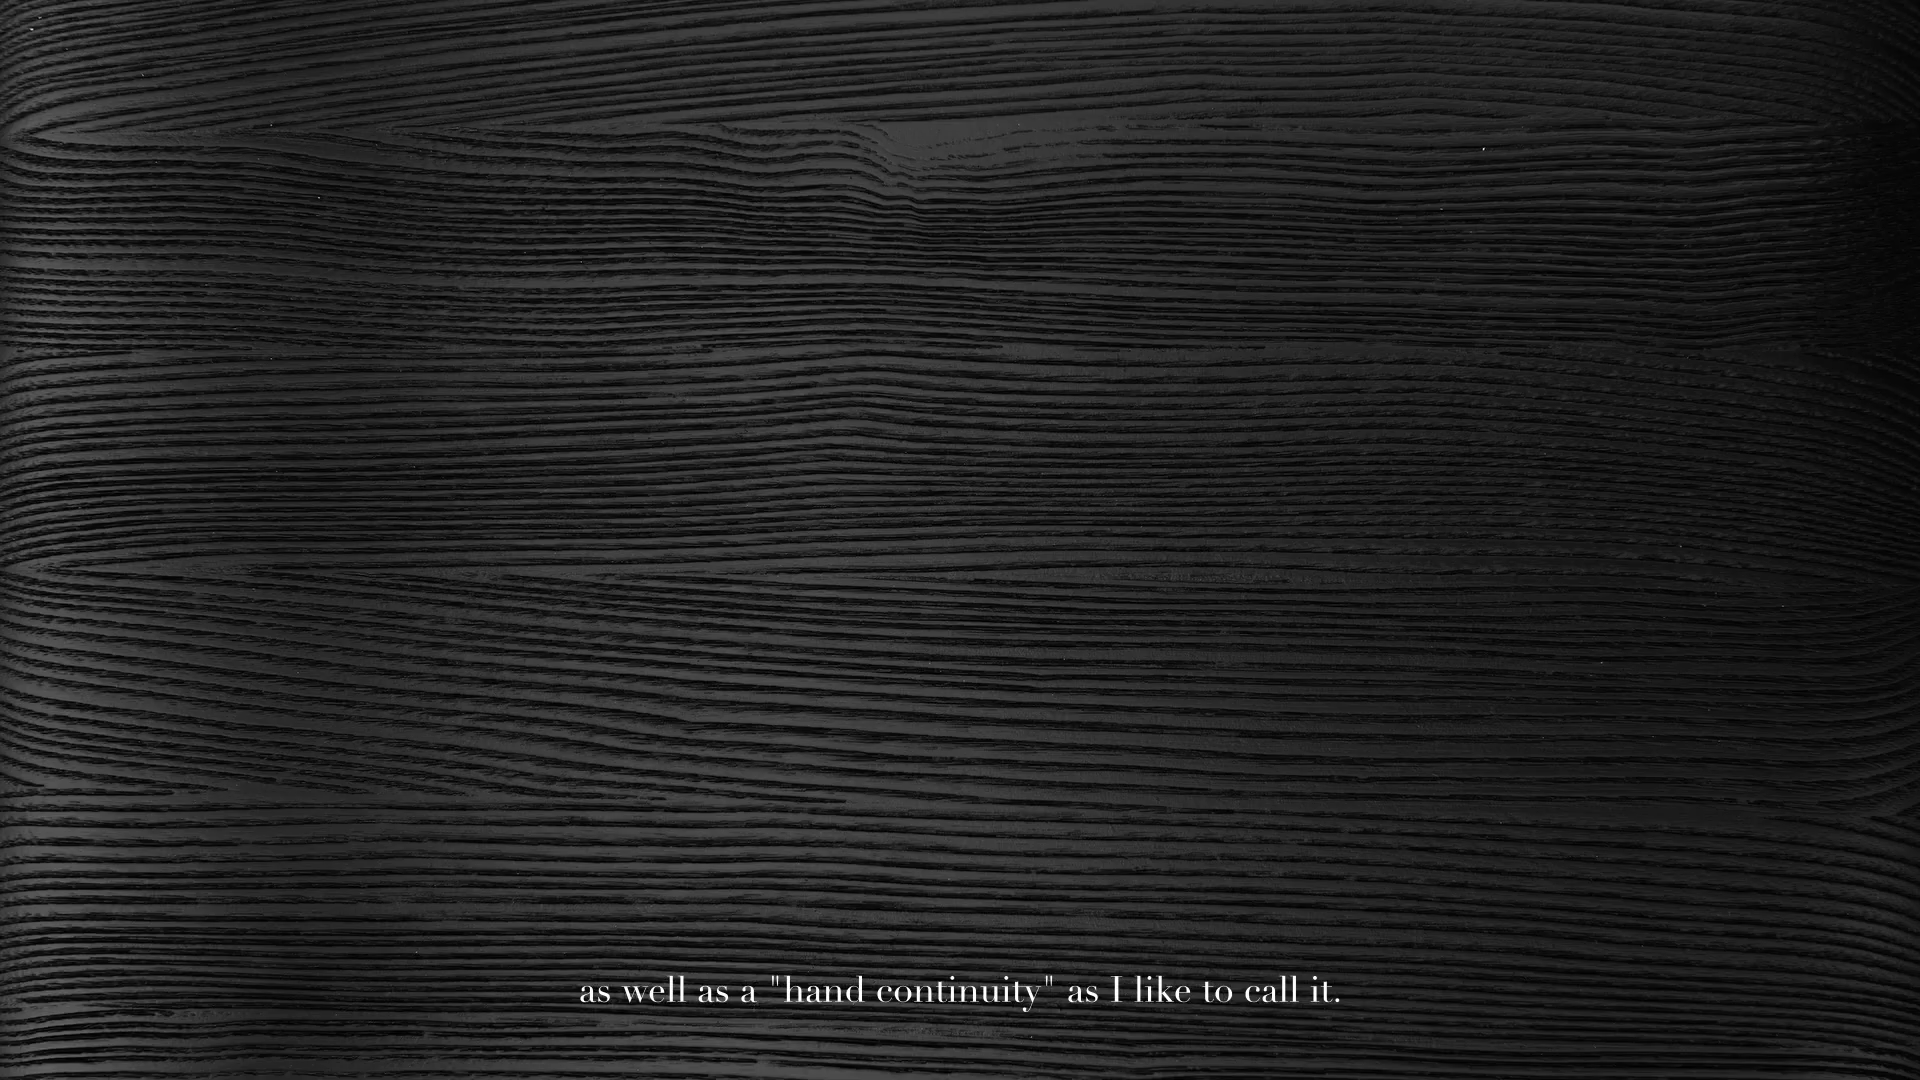 as well as a "hand continuity" as I like to call it.